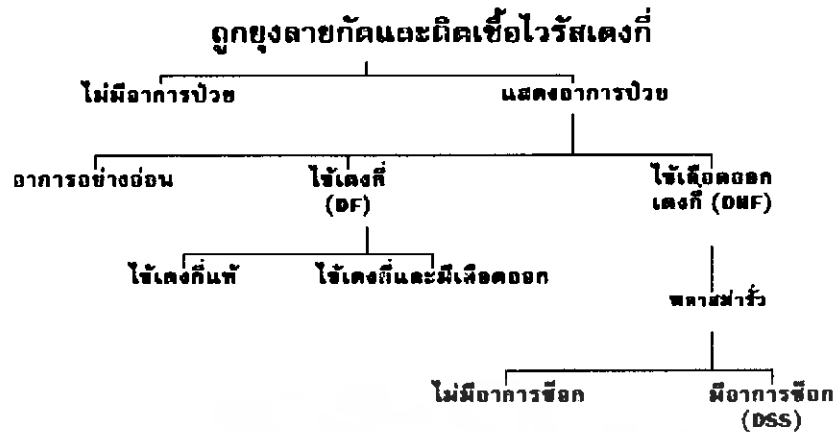 ถูกยุงลายกัดและติดเชื้อไวรัสเดงกี่
ไม่มีอาการป่วย แสดงอาการป่วย
อาการอย่างอ่อน ไข้เดงกี่ ไข้เลือดออก
(DF) เดงกี่ (DHF)
ไข้เดงกี่แท้ ไข้เดงกี่และมีเลือดออก
พลาสม่ารั่ว
ไม่มีอาการช็อก มีอาการช็อก
(DSS)